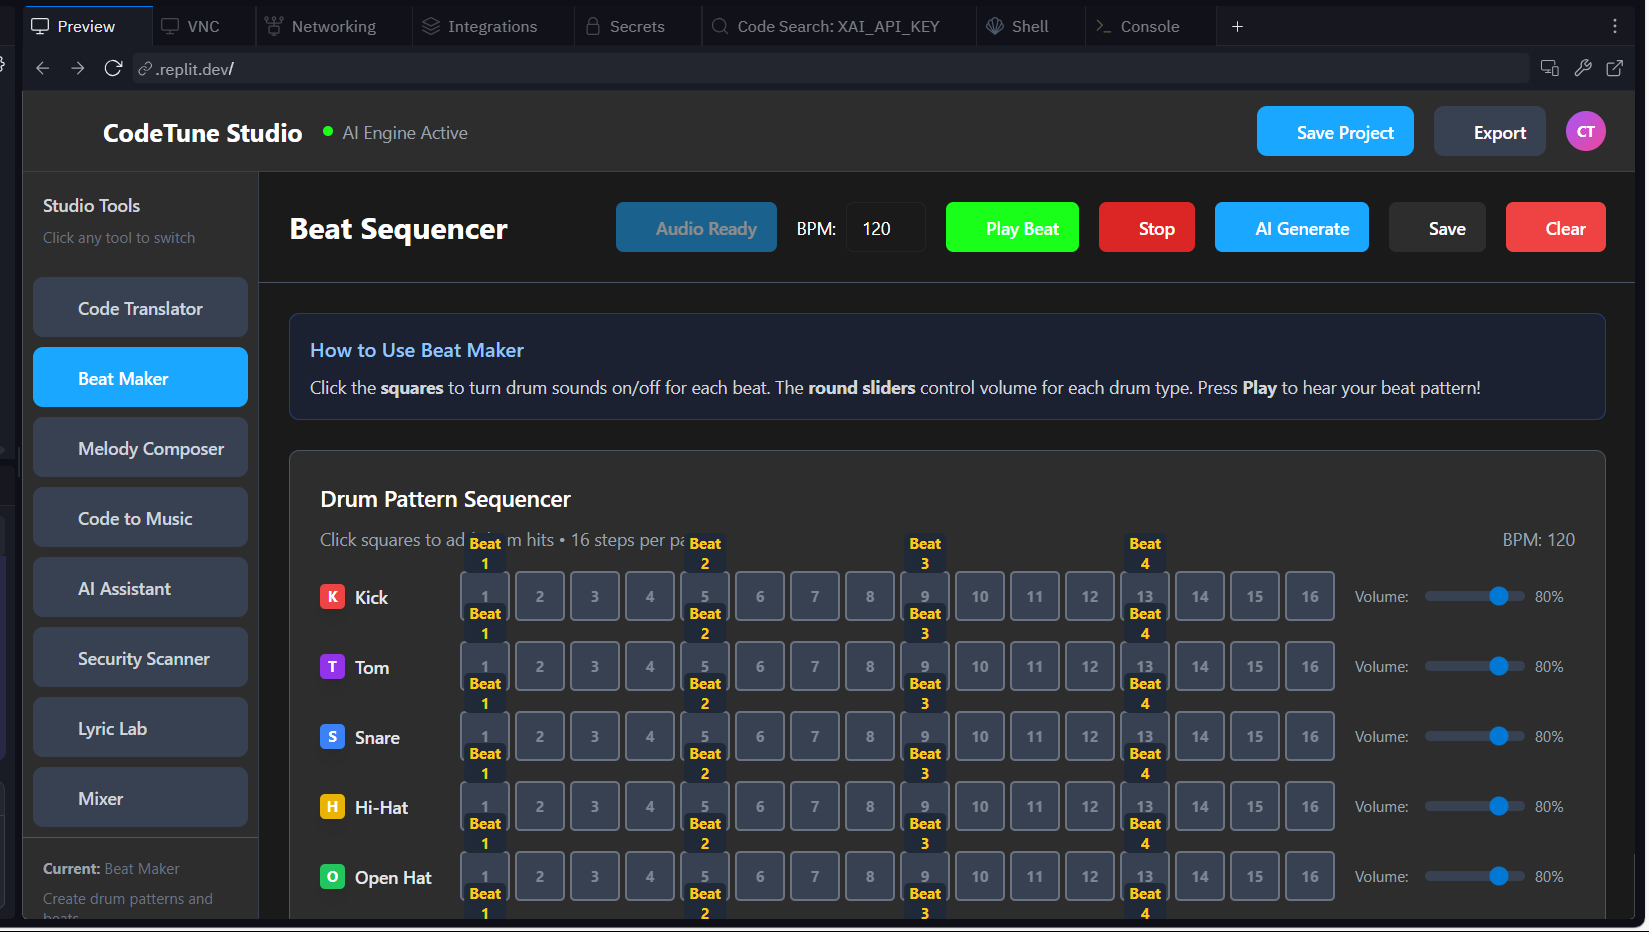 Preview VNC Networking Integrations Secrets Code Search: XAI_API_KEY Shell >_ Console +
.replit.dev/
CodeTune Studio AI Engine Active Save Project Export CT
Studio Tools
Click any tool to switch
Code Translator
Beat Maker
Melody Composer
Code to Music
AI Assistant
Security Scanner
Lyric Lab
Mixer
Current: Beat Maker
Create drum patterns and
beats
Beat Sequencer Audio Ready BPM: 120 Play Beat Stop AI Generate Save Clear
How to Use Beat Maker
Click the squares to turn drum sounds on/off for each beat. The round sliders control volume for each drum type. Press Play to hear your beat pattern!
Drum Pattern Sequencer
Click squares to ad m hits • 16 steps per pa BPM: 120
Beat 1 Beat 2 Beat 3 Beat 4
K Kick 1 2 3 4 5 6 7 8 9 10 11 12 13 14 15 16 Volume: 80%
Beat 1 Beat 2 Beat 3 Beat 4
T Tom 1 2 3 4 5 6 7 8 9 10 11 12 13 14 15 16 Volume: 80%
Beat 1 Beat 2 Beat 3 Beat 4
S Snare 1 2 3 4 5 6 7 8 9 10 11 12 13 14 15 16 Volume: 80%
Beat 1 Beat 2 Beat 3 Beat 4
H Hi-Hat 1 2 3 4 5 6 7 8 9 10 11 12 13 14 15 16 Volume: 80%
Beat 1 Beat 2 Beat 3 Beat 4
O Open Hat 1 2 3 4 5 6 7 8 9 10 11 12 13 14 15 16 Volume: 80%
Beat 1 Beat 2 Beat 3 Beat 4